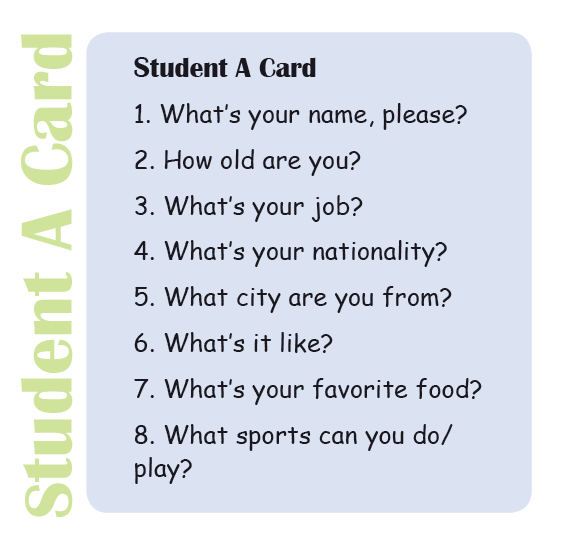 Student A Card
Student A Card
1. What's your name, please?
2. How old are you?
3. What's your job?
4. What's your nationality?
5. What city are you from?
6. What's it like?
7. What's your favorite food?
8. What sports can you do/
play?